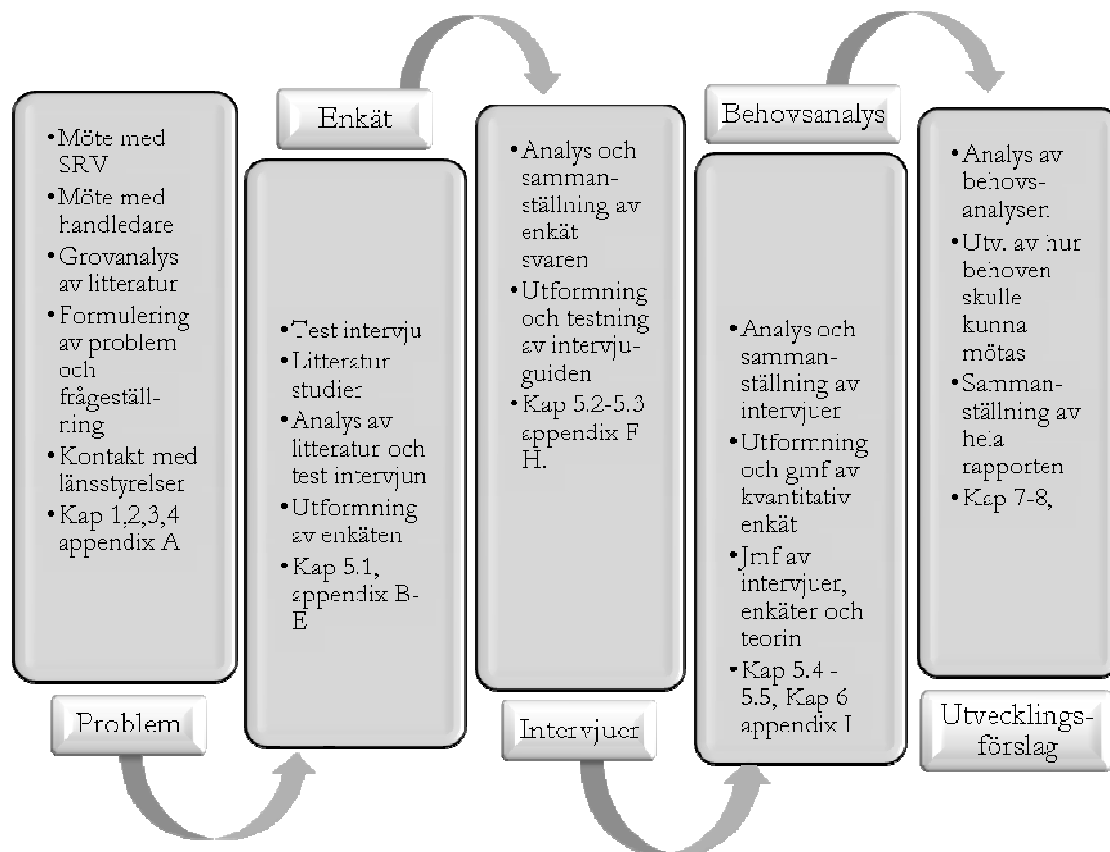 • Möte med
SRV
• Möte med
handledare
• Grovanalys
av litteratur
• Formulering
av problem
och
frågeställ-
ning
• Kontakt med
länsstyrelser
• Kap 1,2,3,4
appendix A
Problem
Enkät
• Test intervju
• Litteratur
studier
• Analys av
litteratur och
test intervjun
• Utformning
av enkäten
• Kap 5.1,
appendix B-
E
• Analys och
samman-
ställning av
enkät
svaren
• Utformning
och testning
av intervju-
guiden
• Kap 5.2-5.3
appendix F
H.
Intervjuer
Behovsanalys
• Analys och
samman-
ställning av
intervjuer
• Utformning
och gmf av
kvantitativ
enkät
• Jmf av
intervjuer,
enkäter och
teorin
• Kap 5.4 -
5.5, Kap 6
appendix I
• Analys av
behovs-
analysen
• Utv. av hur
behoven
skulle
kunna
mötas
• Samman-
ställning av
hela
rapporten
• Kap 7-8,
Utvecklings-
förslag